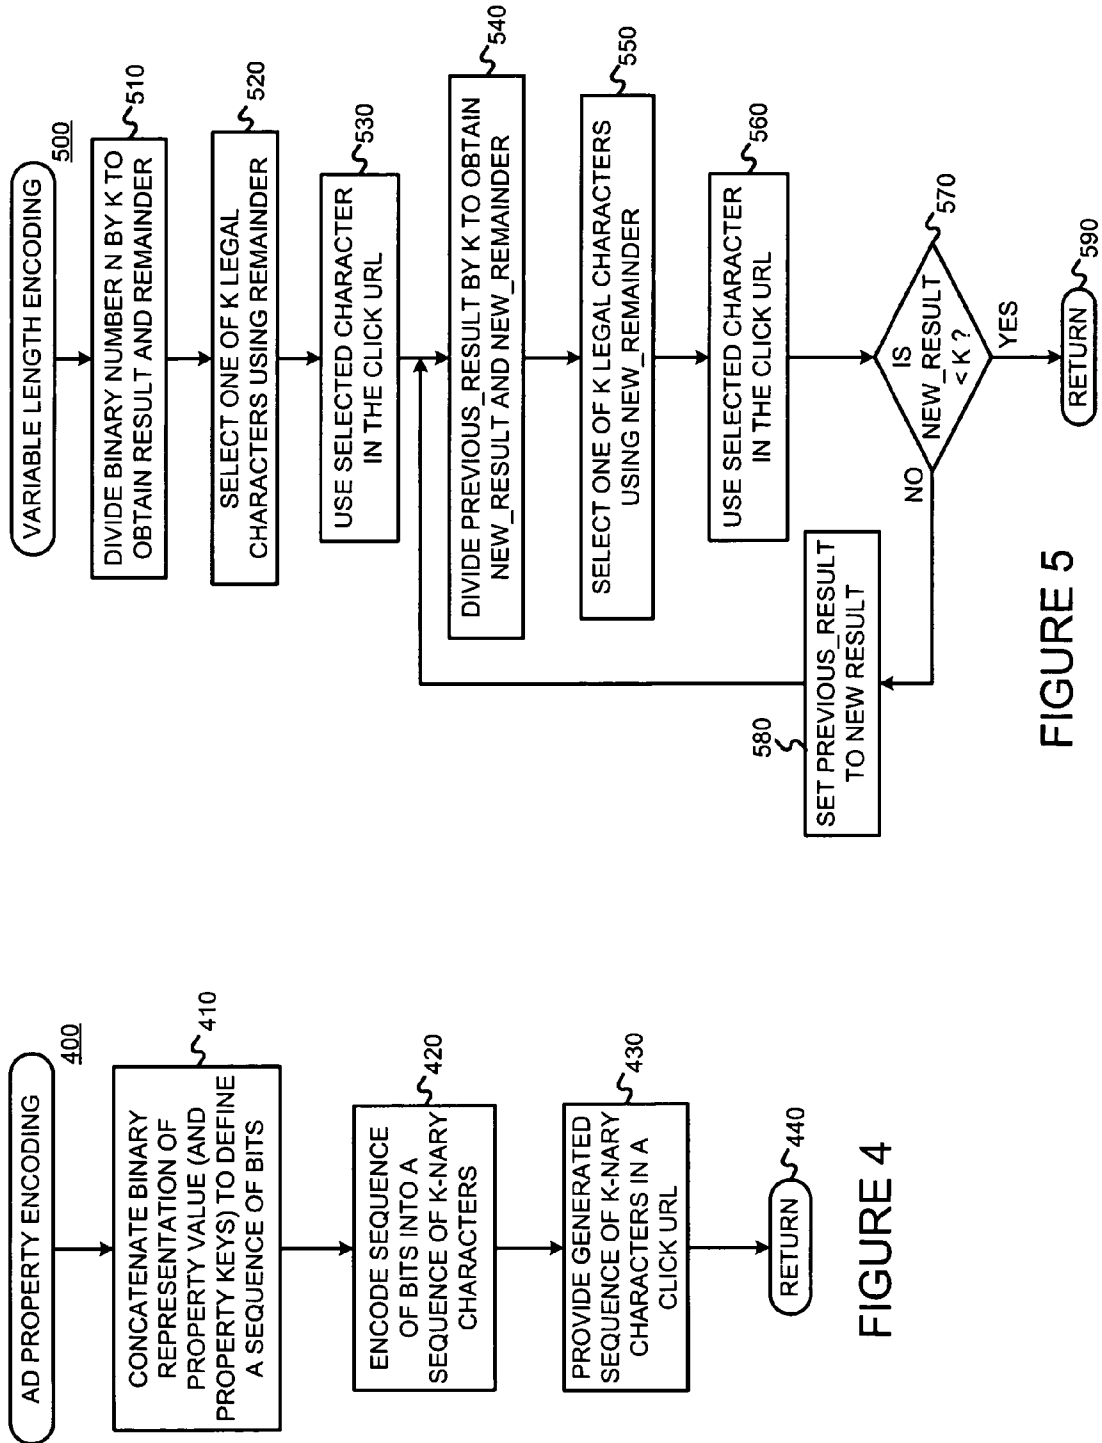 AD PROPERTY ENCODING
400
CONCATENATE BINARY
REPRESENTATION OF
PROPERTY VALUE (AND
PROPERTY KEYS) TO DEFINE
A SEQUENCE OF BITS
410
ENCODE SEQUENCE
OF BITS INTO A
SEQUENCE OF K-NARY
CHARACTERS
420
PROVIDE GENERATED
SEQUENCE OF K-NARY
CHARACTERS IN A
CLICK URL
430
RETURN
440
FIGURE 4
VARIABLE LENGTH ENCODING
500
DIVIDE BINARY NUMBER N BY K TO
OBTAIN RESULT AND REMAINDER
510
SELECT ONE OF K LEGAL
CHARACTERS USING REMAINDER
520
USE SELECTED CHARACTER
IN THE CLICK URL
530
DIVIDE PREVIOUS_RESULT BY K TO OBTAIN
NEW_RESULT AND NEW_REMAINDER
540
SELECT ONE OF K LEGAL CHARACTERS
USING NEW_REMAINDER
550
USE SELECTED CHARACTER
IN THE CLICK URL
560
IS
NEW_RESULT
< K ?
570
NO
YES
580
SET PREVIOUS_RESULT
TO NEW RESULT
RETURN
590
FIGURE 5